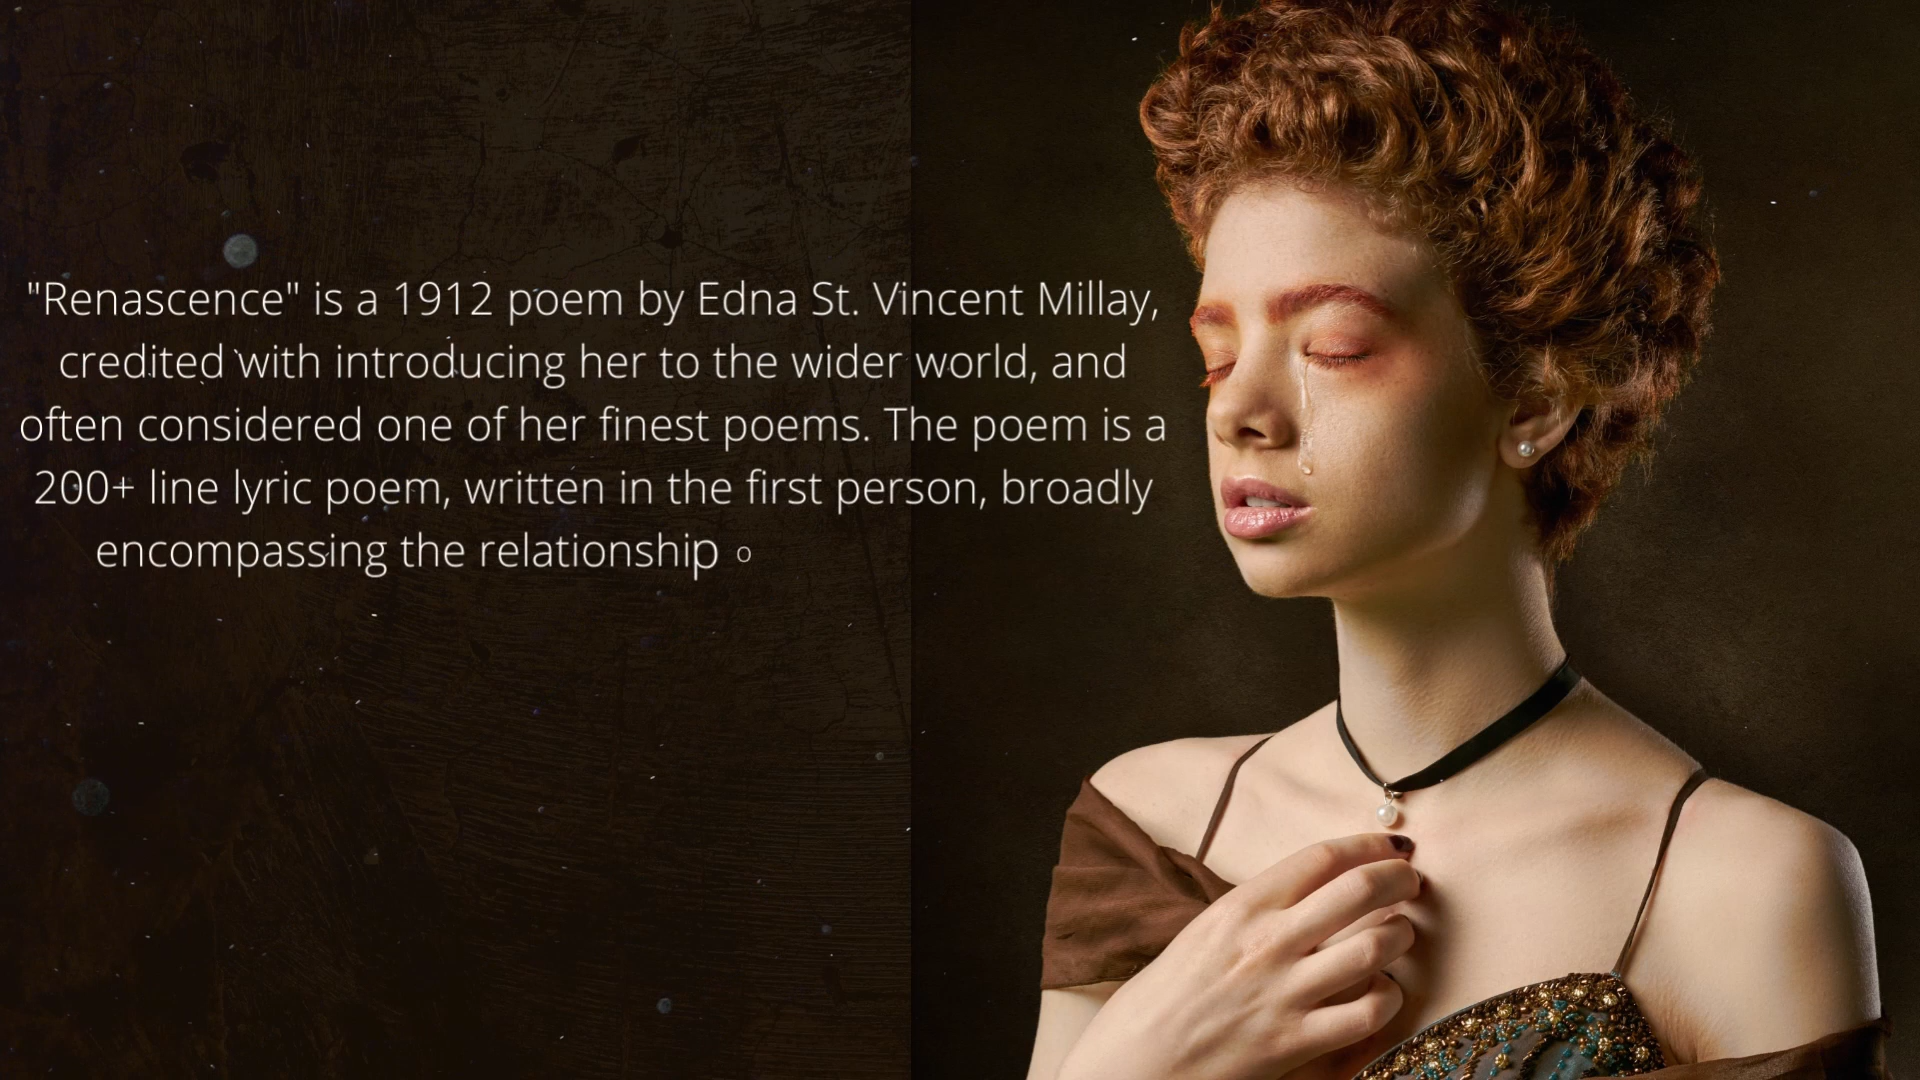 "Renascence" is a 1912 poem by Edna St. Vincent Millay,
credited with introducing her to the wider world, and
often considered one of her finest poems. The poem is a
200+ line lyric poem, written in the first person, broadly
encompassing the relationship o